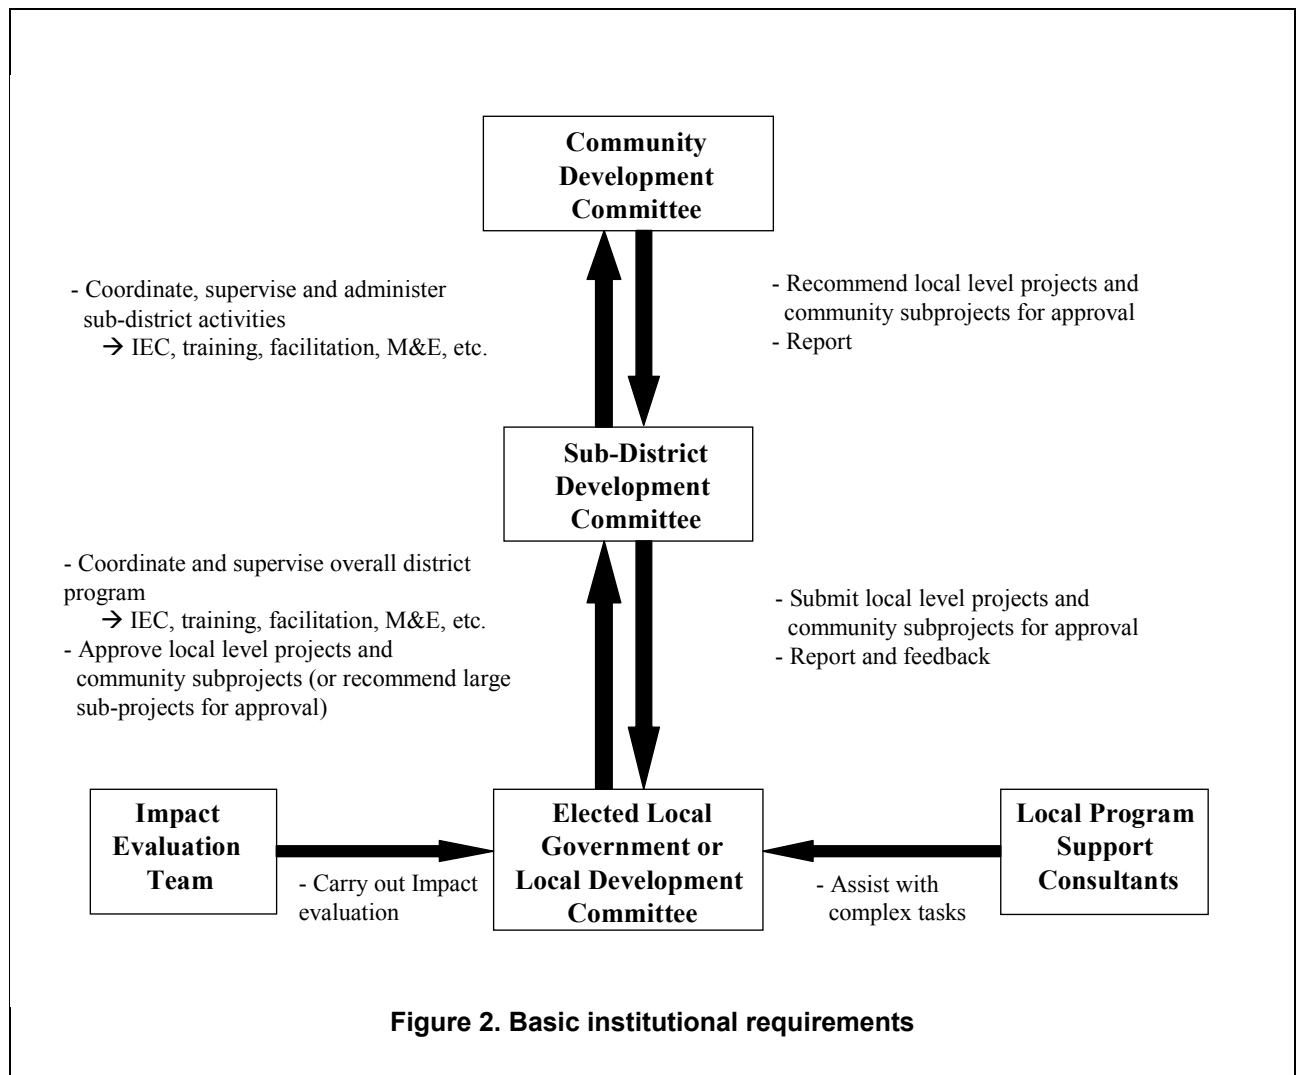 Community
Development
Committee
- Coordinate, supervise and administer
sub-district activities
→ IEC, training, facilitation, M&E, etc.
- Recommend local level projects and
community subprojects for approval
- Report
Sub-District
Development
Committee
- Coordinate and supervise overall district
program
→ IEC, training, facilitation, M&E, etc.
- Approve local level projects and
community subprojects (or recommend large
sub-projects for approval)
- Submit local level projects and
community subprojects for approval
- Report and feedback
Impact
Evaluation
Team
- Carry out Impact
evaluation
Elected Local
Government or
Local Development
Committee
- Assist with
complex tasks
Local Program
Support
Consultants
Figure 2. Basic institutional requirements